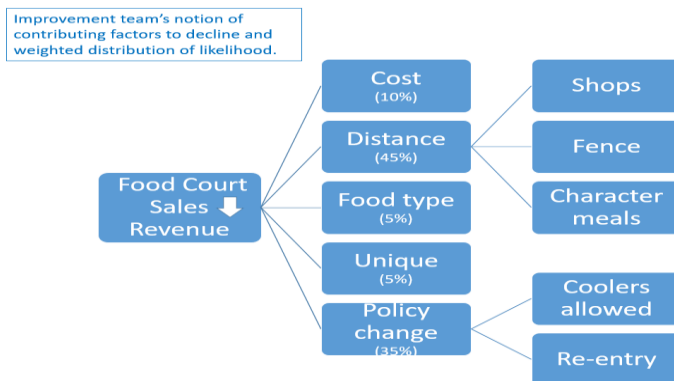 Improvement team's notion of
contributing factors to decline and
weighted distribution of likelihood.
Food Court
Sales
Revenue
Cost
(10%)
Distance
(45%)
Food type
(5%)
Unique
(5%)
Policy
change
(35%)
Shops
Fence
Character
meals
Coolers
allowed
Re-entry